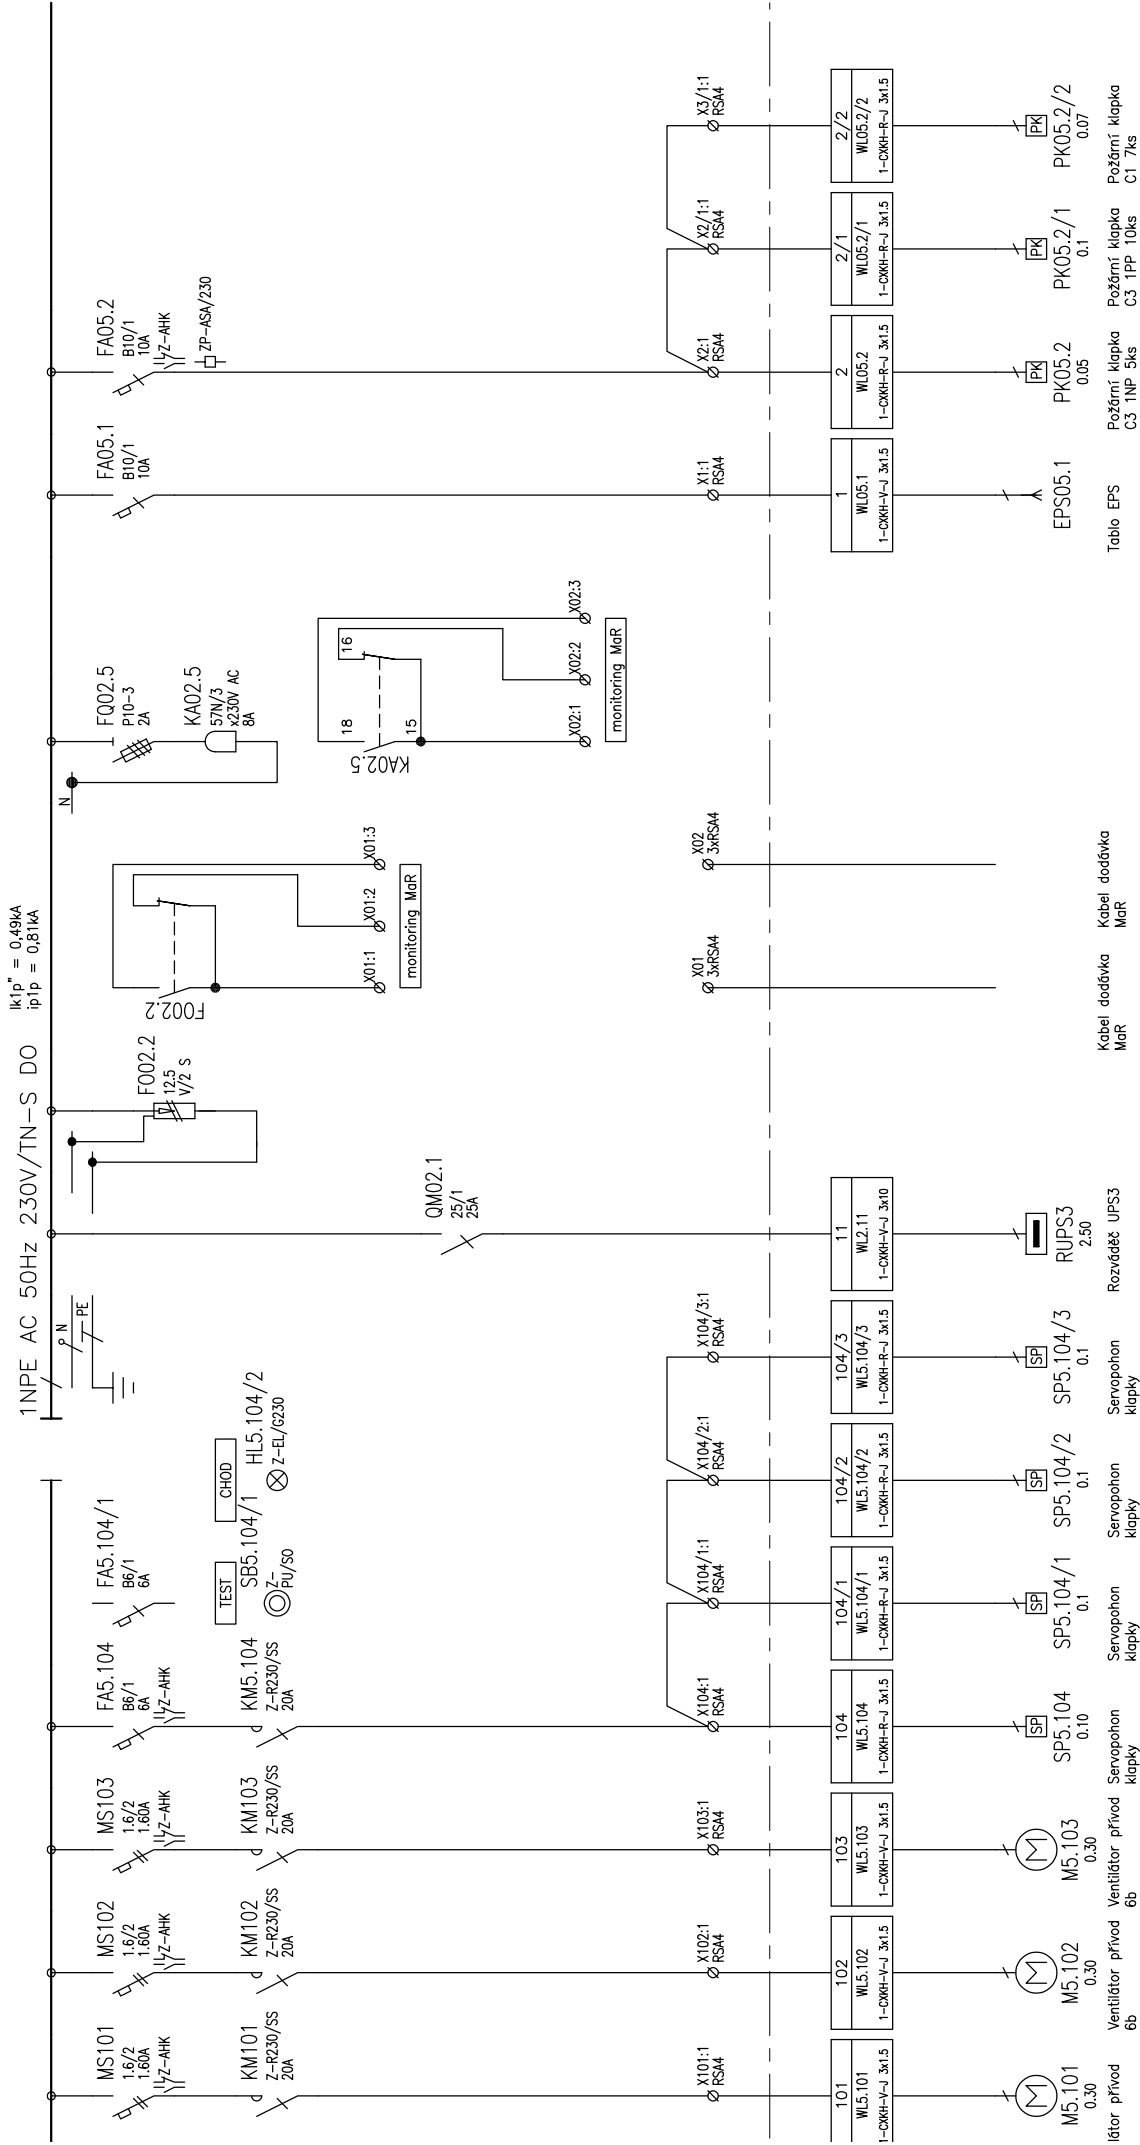 MS101
1.6/2
1.60A
Z-AHK
KM101
Z-R230/SS
20A
X101:1
RSA4
101
WL5.101
1-CXKH-V-J 3x1.5
M
M5.101
0.30
látor přívod
MS102
1.6/2
1.60A
Z-AHK
KM102
Z-R230/SS
20A
X102:1
RSA4
102
WL5.102
1-CXKH-V-J 3x1.5
M
M5.102
0.30
Ventilátor přívod
6b
MS103
1.6/2
1.60A
Z-AHK
KM103
Z-R230/SS
20A
X103:1
RSA4
103
WL5.103
1-CXKH-V-J 3x1.5
M
M5.103
0.30
Ventilátor přívod
6b
FA5.104
B6/1
6A
Z-AHK
KM5.104
Z-R230/SS
20A
X104:1
RSA4
104
WL5.104
1-CXKH-R-J 3x1.5
SP
SP5.104
0.10
Servopohon
klapky
FA5.104/1
B6/1
6A
TEST
SB5.104/1
Z-
PU/SO
X104/1:1
RSA4
104/1
WL5.104/1
1-CXKH-R-J 3x1.5
SP
SP5.104/1
0.1
Servopohon
klapky
CHOD
HL5.104/2
Z-EL/G230
X104/2:1
RSA4
104/2
WL5.104/2
1-CXKH-R-J 3x1.5
SP
SP5.104/2
0.1
Servopohon
klapky
1NPE AC 50Hz 230V/TN-S DO
Ik1p" = 0,49kA
ip1p = 0,81kA
N
PE
X104/3:1
RSA4
104/3
WL5.104/3
1-CXKH-R-J 3x1.5
SP
SP5.104/3
0.1
Servopohon
klapky
QM02.1
25/1
25A
11
WL2.11
1-CXKH-V-J 3x10
RUPS3
2.50
Rozváděč UPS3
FO02.2
12.5
V/2 S
FO02.2
X01:1
X01:2
X01:3
monitoring MaR
X01
3xRSA4
Kabel dodávka
MaR
X02
3xRSA4
Kabel dodávka
MaR
N
FQ02.5
P10-3
2A
KA02.5
57N/3
x230V AC
8A
KA02.5
18
16
15
X02:1
X02:2
X02:3
monitoring MaR
FA05.1
B10/1
10A
X1:1
RSA4
1
WL05.1
1-CXKH-V-J 3x1.5
EPS05.1
Tablo EPS
FA05.2
B10/1
10A
Z-AHK
ZP-ASA/230
X2:1
RSA4
2
WL05.2
1-CXKH-R-J 3x1.5
PK
PK05.2
0.05
Požární klapka
C3 1NP 5ks
X2/1:1
RSA4
2/1
WL05.2/1
1-CXKH-R-J 3x1.5
PK
PK05.2/1
0.1
Požární klapka
C3 1PP 10ks
X3/1:1
RSA4
2/2
WL05.2/2
1-CXKH-R-J 3x1.5
PK
PK05.2/2
0.07
Požární klapka
C1 7ks